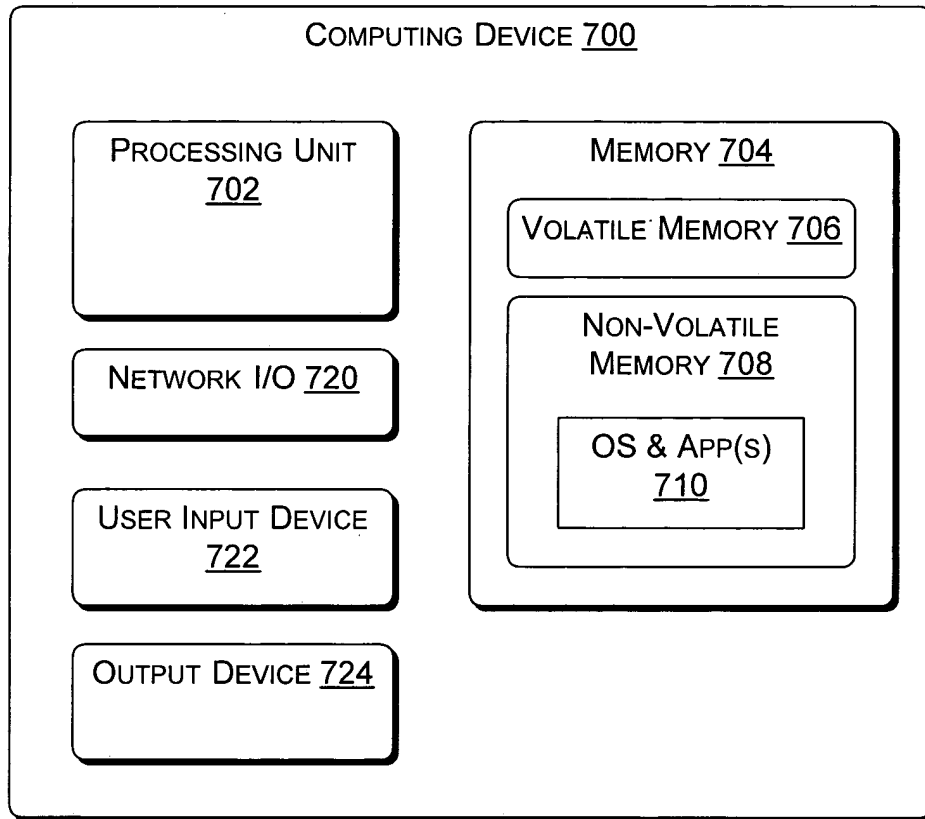 COMPUTING DEVICE 700
PROCESSING UNIT
702
NETWORK I/O 720
USER INPUT DEVICE
722
OUTPUT DEVICE 724
MEMORY 704
VOLATILE MEMORY 706
NON-VOLATILE
MEMORY 708
OS & APP(S)
710